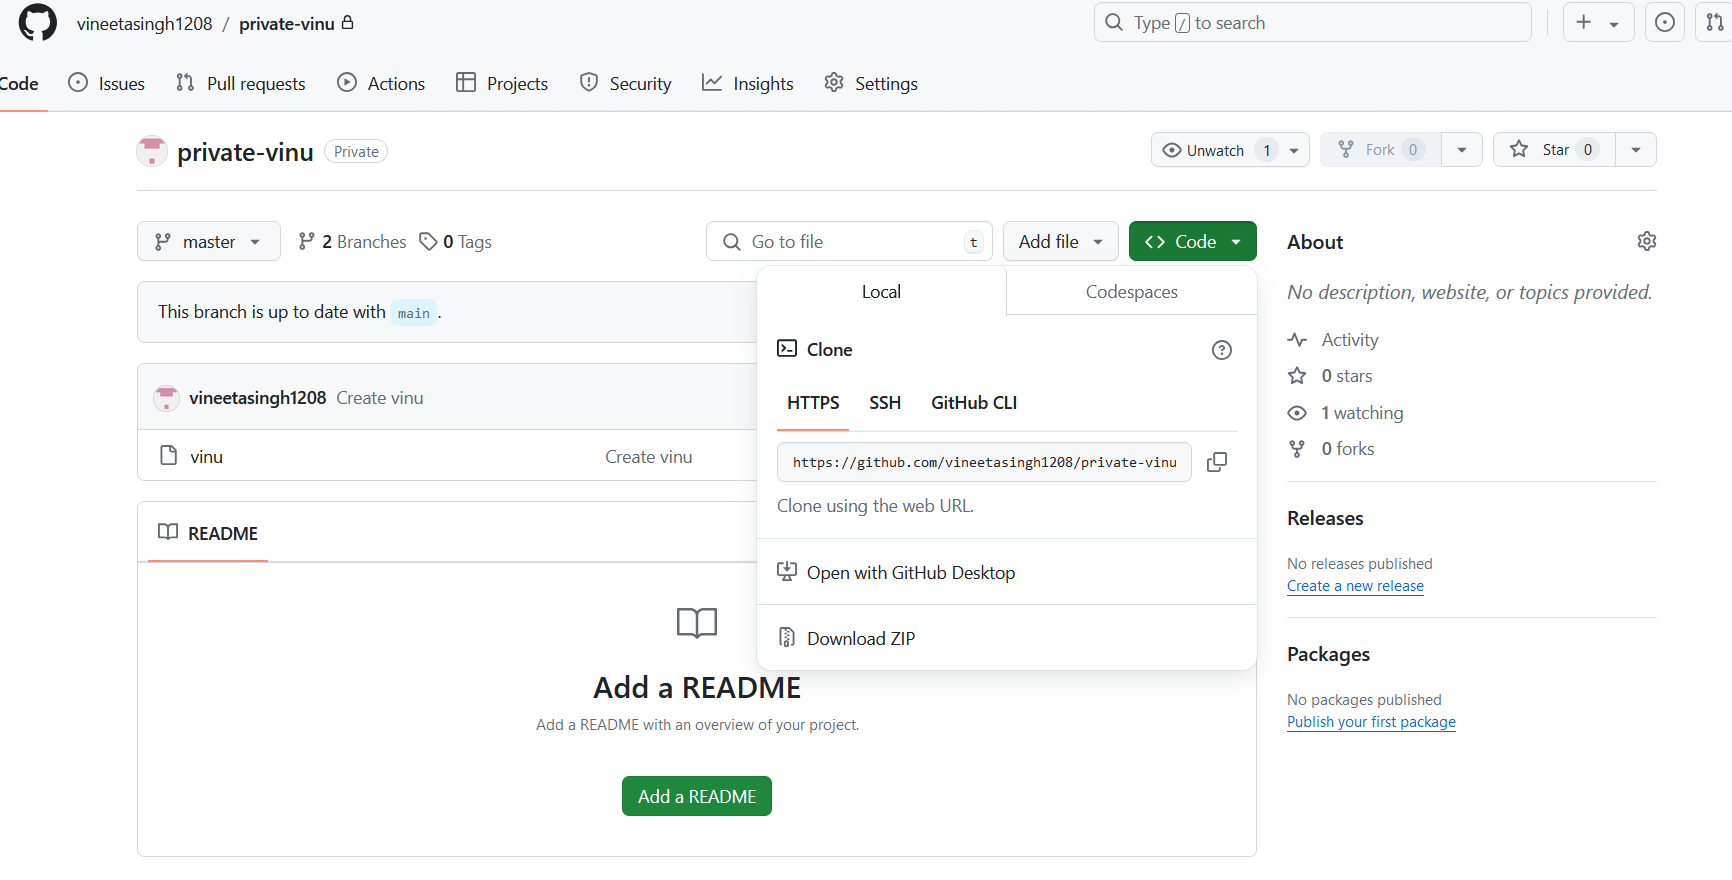 vineetasingh1208 / private-vinu
Type / to search
Code Issues Pull requests Actions Projects Security Insights Settings
private-vinu Private
Unwatch 1 Fork 0 Star 0
master 2 Branches 0 Tags
Go to file t Add file Code
This branch is up to date with main .
vineetasingh1208 Create vinu
vinu Create vinu
README
Add a README
Add a README with an overview of your project.
Add a README
Local Codespaces
Clone
HTTPS SSH GitHub CLI
https://github.com/vineetasingh1208/private-vinu
Clone using the web URL.
Open with GitHub Desktop
Download ZIP
About
No description, website, or topics provided.
Activity
0 stars
1 watching
0 forks
Releases
No releases published
Create a new release
Packages
No packages published
Publish your first package